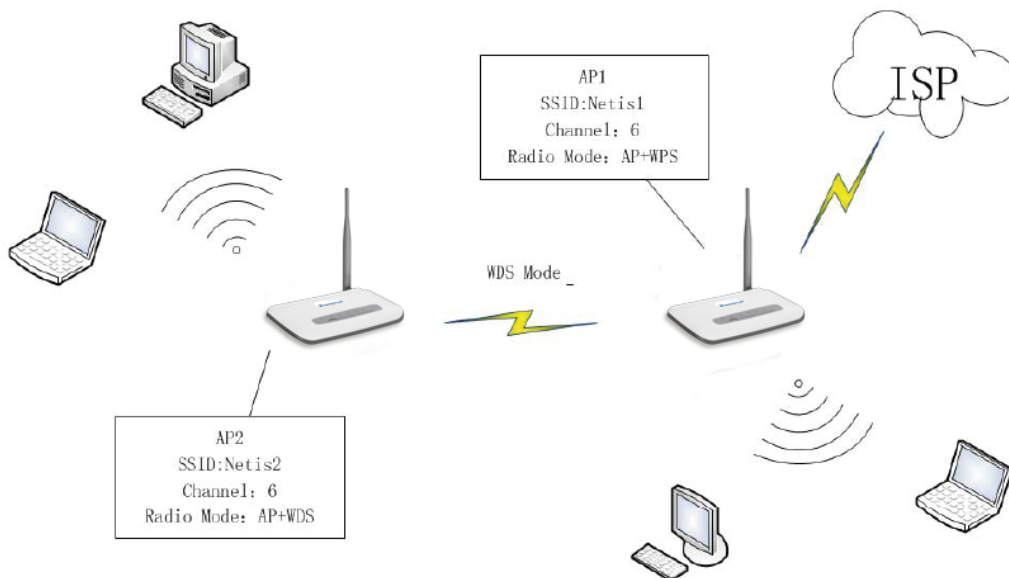 AP1
SSID:Netis1
Channel: 6
Radio Mode: AP+WPS
ISP
WDS Mode _
AP2
SSID:Netis2
Channel: 6
Radio Mode: AP+WDS